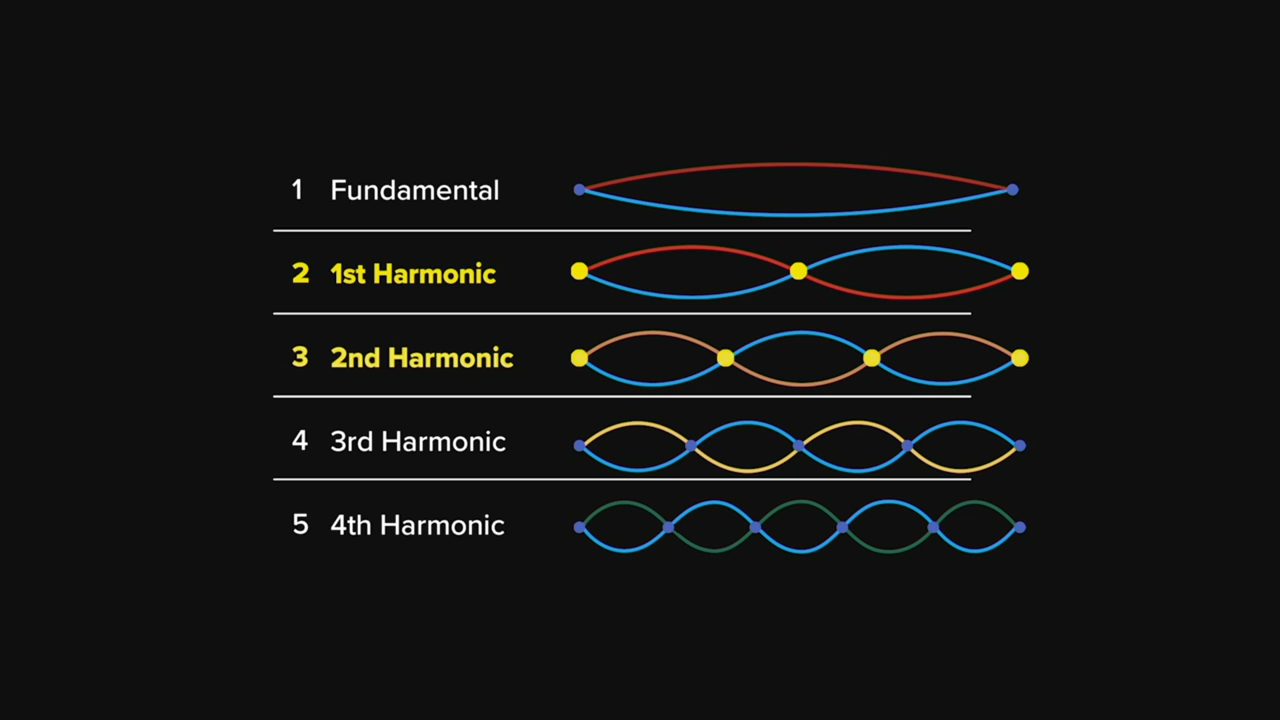 1 Fundamental
2 1st Harmonic
3 2nd Harmonic
4 3rd Harmonic
5 4th Harmonic